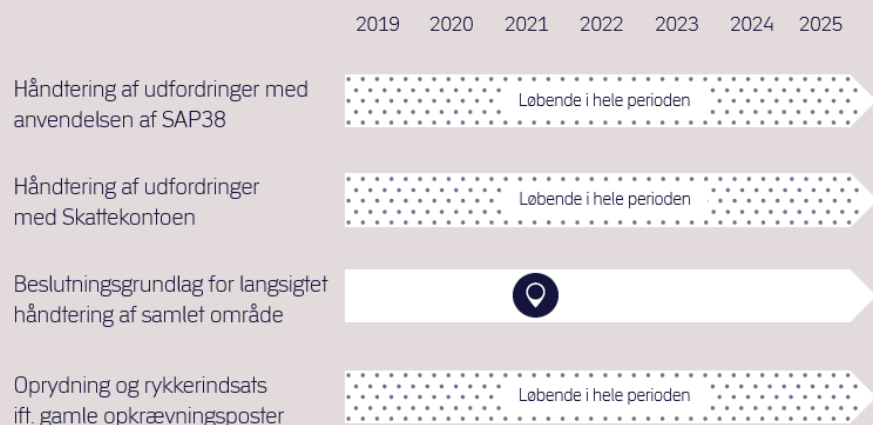 2019 2020 2021 2022 2023 2024 2025
Håndtering af udfordringer med
anvendelsen af SAP38
Løbende i hele perioden
Håndtering af udfordringer
med Skattekontoen
Løbende i hele perioden
Beslutningsgrundlag for langsigtet
håndtering af samlet område
Oprydning og rykkerindsats
ift. gamle opkrævningsposter
Løbende i hele perioden